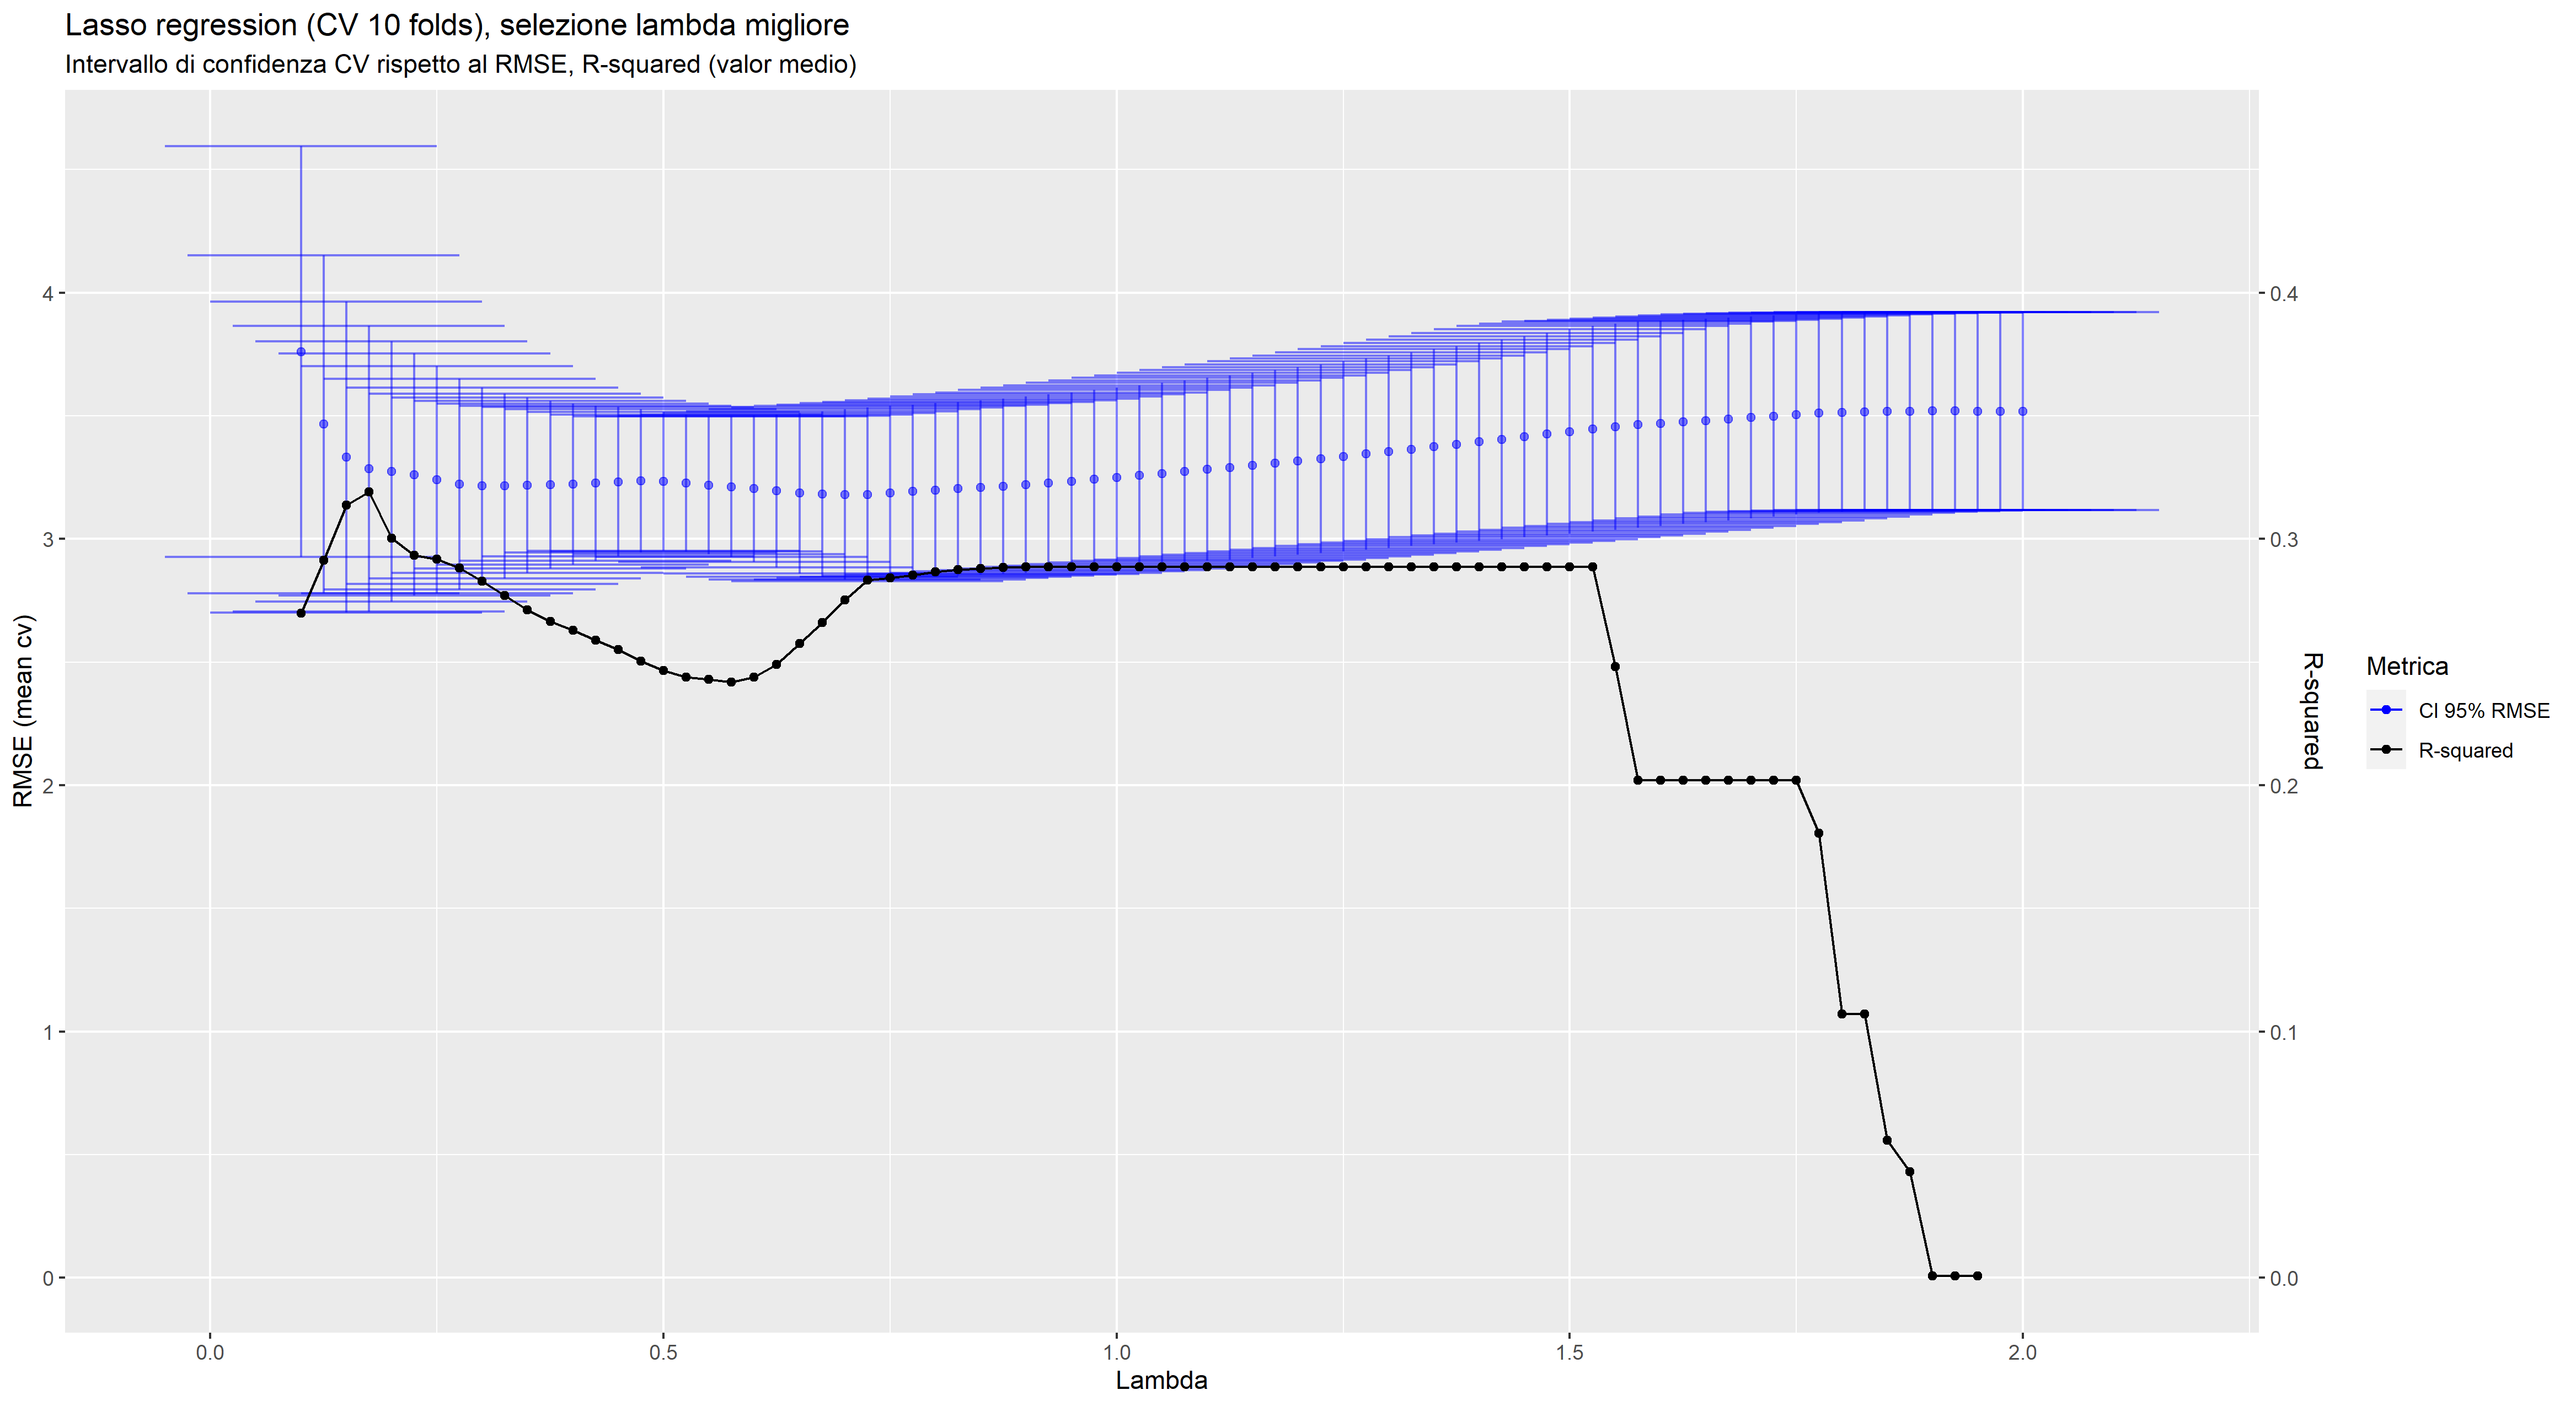 Lasso regression (CV 10 folds), selezione lambda migliore
Intervallo di confidenza CV rispetto al RMSE, R-squared (valor medio)
4
3
2
1
0
RMSE (mean cv)
0.4
0.3
0.2
0.1
0.0
R-squared
0.0
0.5
1.0
1.5
2.0
Lambda
Metrica
CI 95% RMSE
R-squared